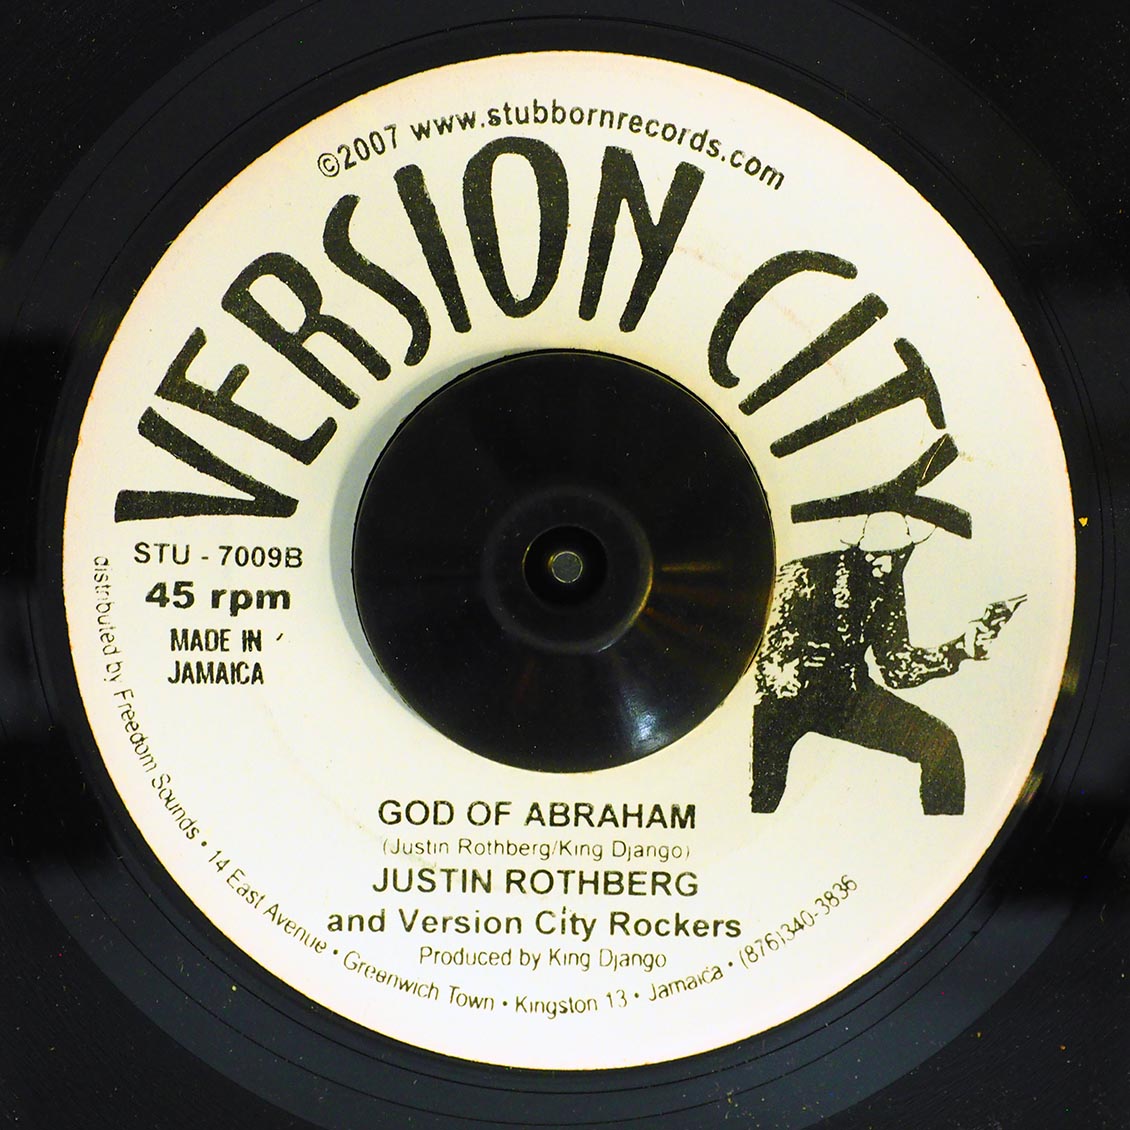 ©2007 www.stubbornrecords.com
VERSION CITY
STU - 7009B
45 rpm
MADE IN
JAMAICA
GOD OF ABRAHAM
(Justin Rothberg/King Django)
JUSTIN ROTHBERG
and Version City Rockers
Produced by King Django
distributed by Freedom Sounds • 14 East Avenue • Greenwich Town • Kingston 13 • Jamaica • (876)340-3836